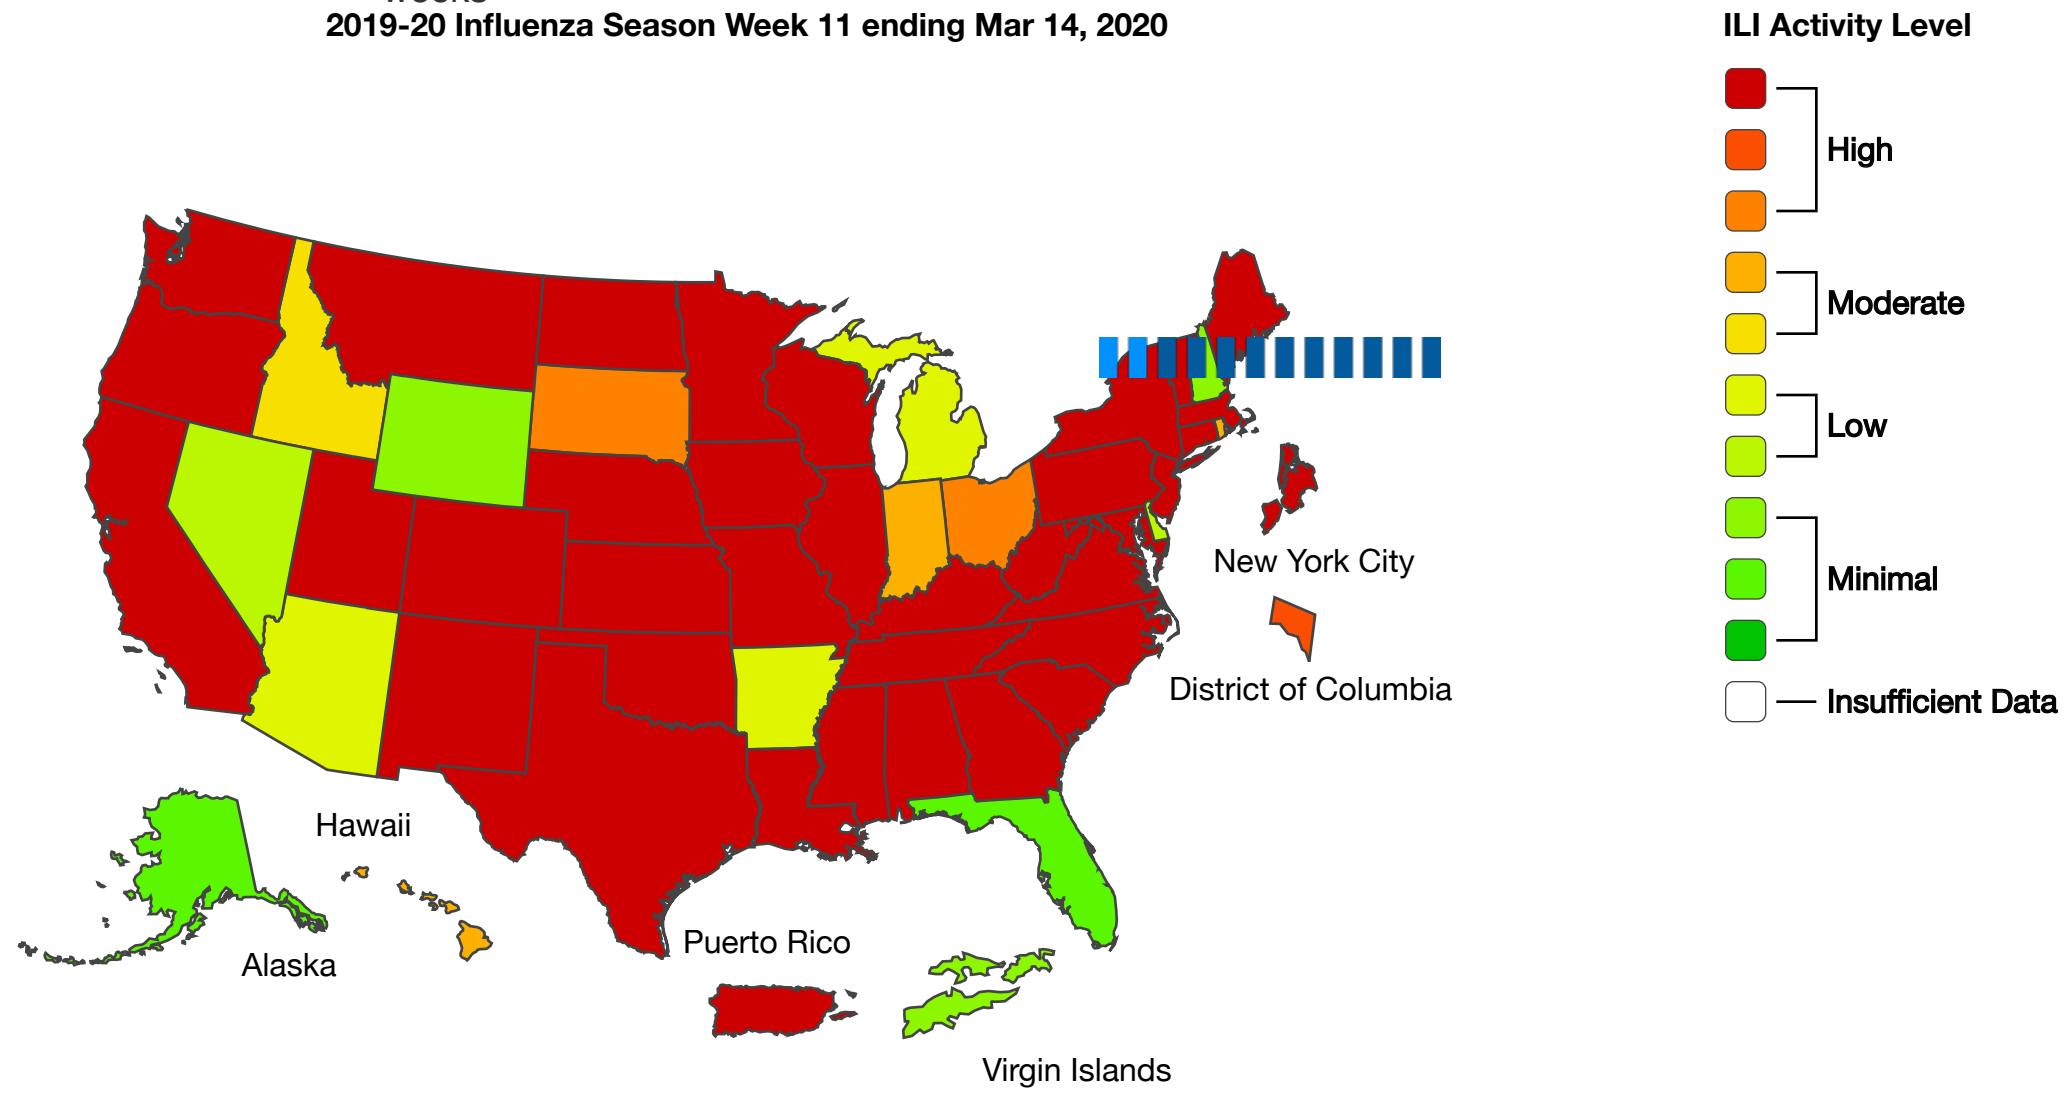 2019-20 Influenza Season Week 11 ending Mar 14, 2020
ILI Activity Level
High
Moderate
Low
Minimal
Insufficient Data
New York City
District of Columbia
Hawaii
Alaska
Puerto Rico
Virgin Islands